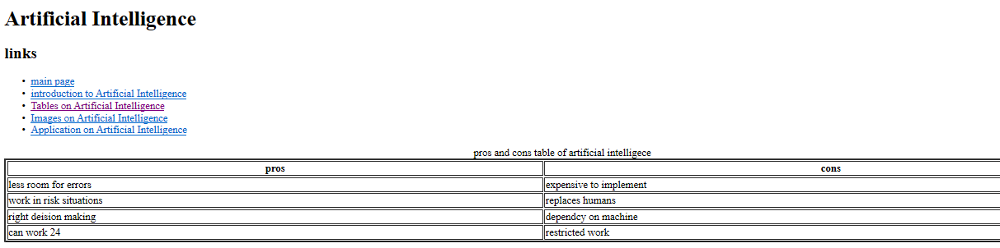 Artificial Intelligence
links
main page
introduction to Artificial Intelligence
Tables on Artificial Intelligence
Images on Artificial Intelligence
Application on Artificial Intelligence
pros and cons table of artificial intelligece
pros cons
less room for errors expensive to implement
work in risk situations replaces humans
right deision making dependcy on machine
can work 24 restricted work